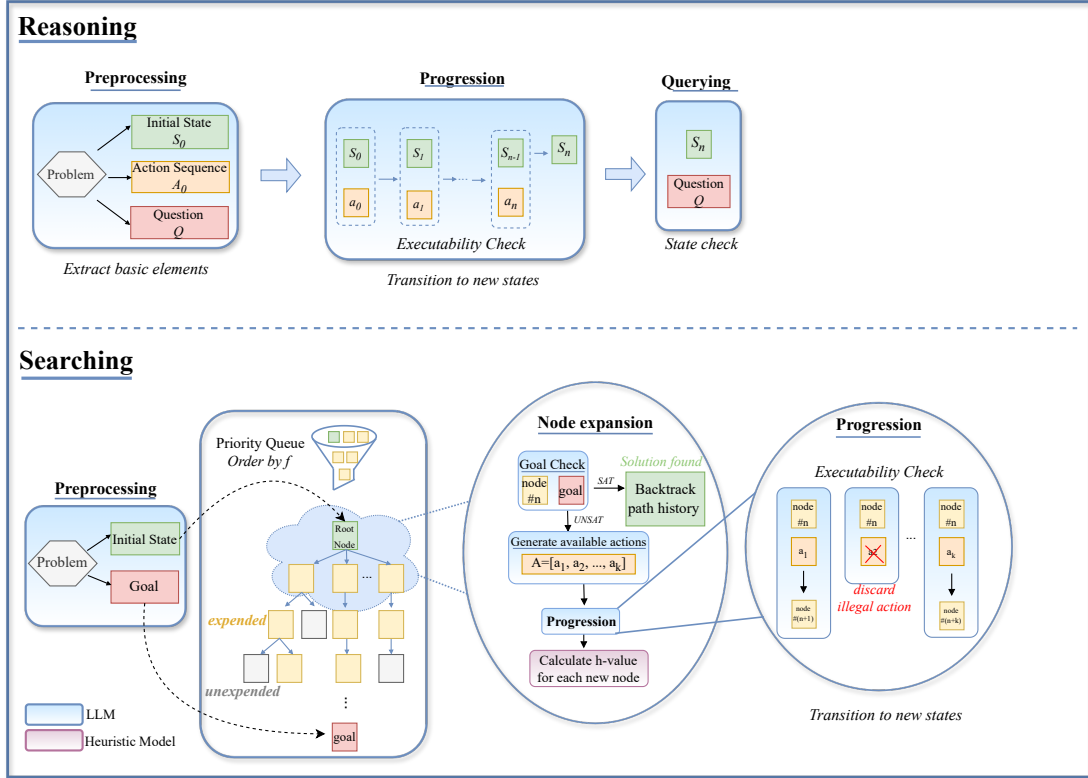 Reasoning
Preprocessing
Problem
Initial State
S0
Action Sequence
A0
Question
Q
Extract basic elements
Progression
S0
S1
Sn-1
Sn
a0
a1
...
an
Executability Check
Transition to new states
Querying
Sn
Question
Q
State check
Searching
Preprocessing
Problem
Initial State
Goal
Priority Queue
Order by f
Root
Node
...
expended
unexpended
...
goal
Node expansion
Goal Check
node
#n
goal
SAT
Solution found
Backtrack
path history
UNSAT
Generate available actions
A=[a1, a2, ..., ak]
Progression
Calculate h-value
for each new node
Progression
Executability Check
node
#n
a1
node
#(n+1)
node
#n
a2
discard
illegal action
...
node
#n
ak
node
#(n+k)
Transition to new states
LLM
Heuristic Model